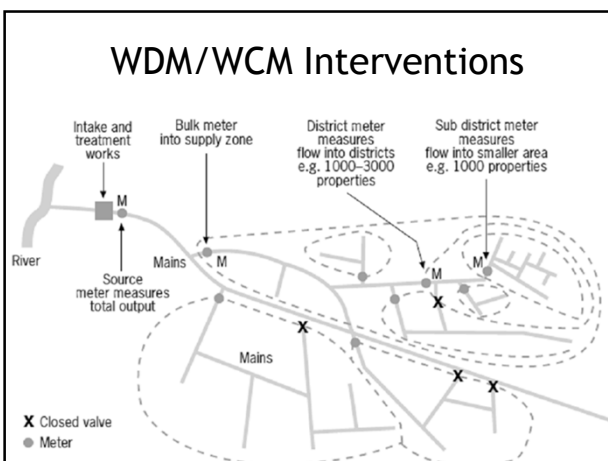 WDM/WCM Interventions
Intake and
treatment
works
Bulk meter
into supply zone
District meter
measures
flow into districts
e.g. 1000–3000
properties
Sub district meter
measures
flow into smaller area
e.g. 1000 properties
M
River
Source
meter measures
total output
Mains
M
M
M
X
X
Mains
X
X
X Closed valve
Meter